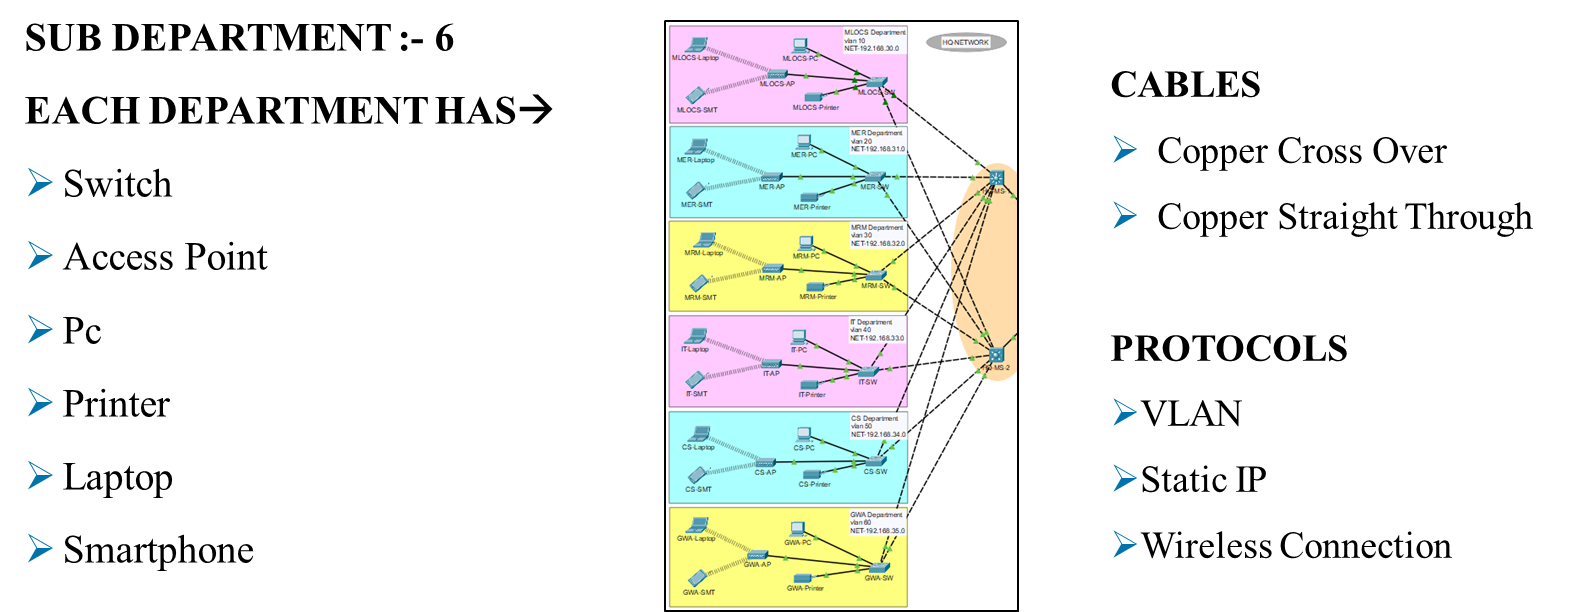 SUB DEPARTMENT :- 6
EACH DEPARTMENT HAS→
Switch
Access Point
Pc
Printer
Laptop
Smartphone
HQ-NETWORK
MLOCS Department
vlan 10
NET-192.168.30.0
MLOCS-Laptop
MLOCS-PC
MLOCS-AP
MLOCS-SW
MLOCS-SMT
MLOCS-Printer
MER Department
vlan 20
NET-192.168.31.0
MER-Laptop
MER-PC
MER-AP
MER-SW
MER-SMT
MER-Printer
MRM Department
vlan 30
NET-192.168.32.0
MRM-Laptop
MRM-PC
MRM-AP
MRM-SW
MRM-SMT
MRM-Printer
IT Department
vlan 40
NET-192.168.33.0
IT-Laptop
IT-PC
IT-AP
IT-SW
IT-SMT
IT-Printer
CS Department
vlan 50
NET-192.168.34.0
CS-Laptop
CS-PC
CS-AP
CS-SW
CS-SMT
CS-Printer
GWA Department
vlan 60
NET-192.168.35.0
GWA-Laptop
GWA-PC
GWA-AP
GWA-SW
GWA-SMT
GWA-Printer
HQ-MS-2
CABLES
Copper Cross Over
Copper Straight Through
PROTOCOLS
VLAN
Static IP
Wireless Connection